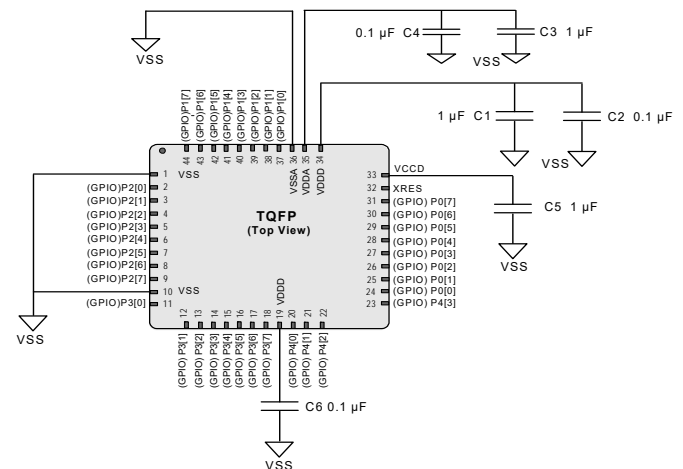 0.1 µF C4
C3 1 µF
VSS
VSS
1 µF C1
C2 0.1 µF
VSS
(GPIO)P1[7]
(GPIO)P1[6]
(GPIO)P1[5]
(GPIO)P1[4]
(GPIO)P1[3]
(GPIO)P1[2]
(GPIO)P1[1]
(GPIO)P1[0]
44
43
42
41
40
39
38
37
36
35
34
VSSA
VDDA
VDDD
1 VSS
(GPIO)P2[0] 2
(GPIO)P2[1] 3
(GPIO)P2[2] 4
(GPIO)P2[3] 5
(GPIO)P2[4] 6
(GPIO)P2[5] 7
(GPIO)P2[6] 8
(GPIO)P2[7] 9
10 VSS
(GPIO)P3[0] 11
VSS
TQFP
(Top View)
33 VCCD
32 XRES
31 (GPIO) P0[7]
30 (GPIO) P0[6]
29 (GPIO) P0[5]
28 (GPIO) P0[4]
27 (GPIO) P0[3]
26 (GPIO) P0[2]
25 (GPIO) P0[1]
24 (GPIO) P0[0]
23 (GPIO) P4[3]
C5 1 µF
VSS
VDDD
12
13
14
15
16
17
18
19
20
21
22
(GPIO) P3[1]
(GPIO) P3[2]
(GPIO) P3[3]
(GPIO) P3[4]
(GPIO) P3[5]
(GPIO) P3[6]
(GPIO) P3[7]
(GPIO) P4[0]
(GPIO) P4[1]
(GPIO) P4[2]
C6 0.1 µF
VSS